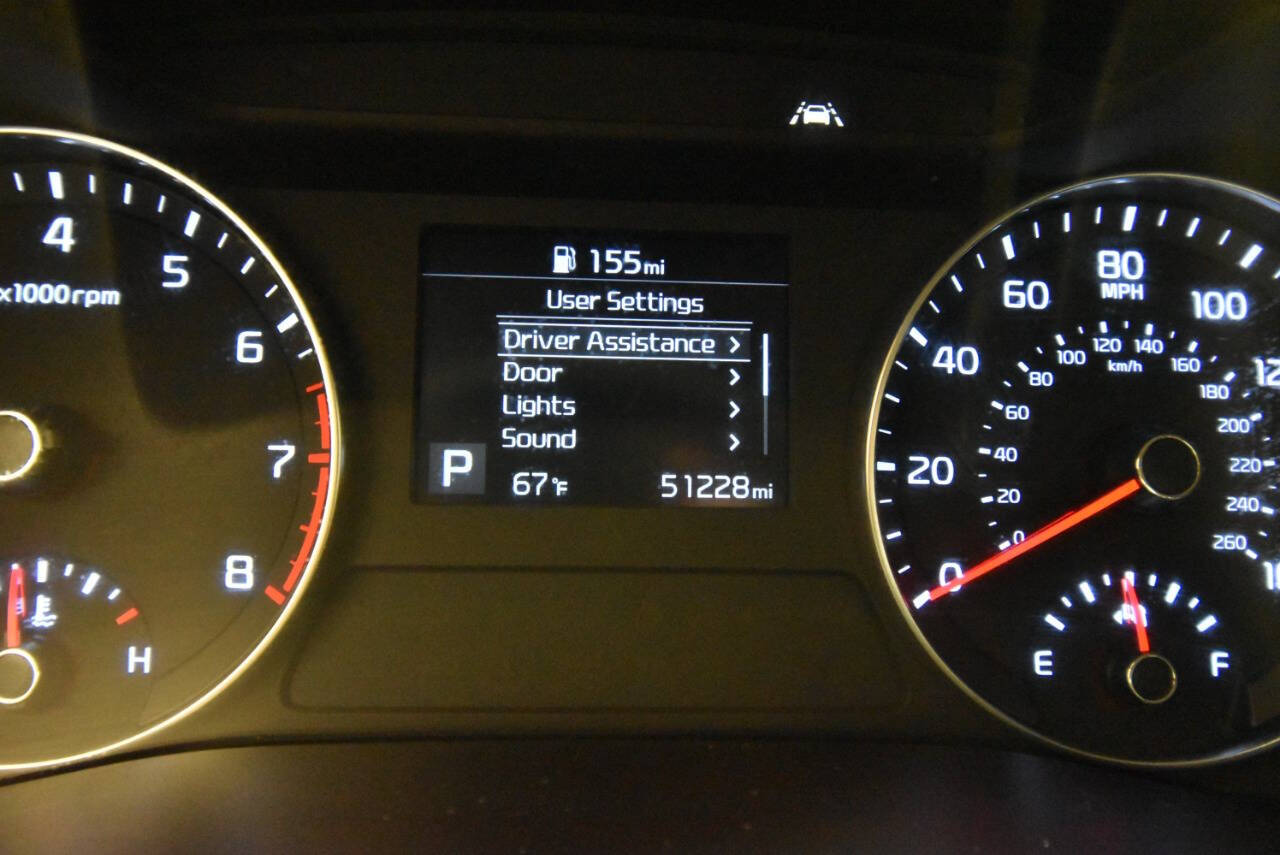 4
5
x1000rpm
6
7
8
H
155mi
User Settings
Driver Assistance >
Door >
Lights >
Sound >
P
67°F
51228mi
0
20
40
60
80
MPH
100
0
20
40
60
80
100
120
140
160
180
200
220
240
260
km/h
E
F